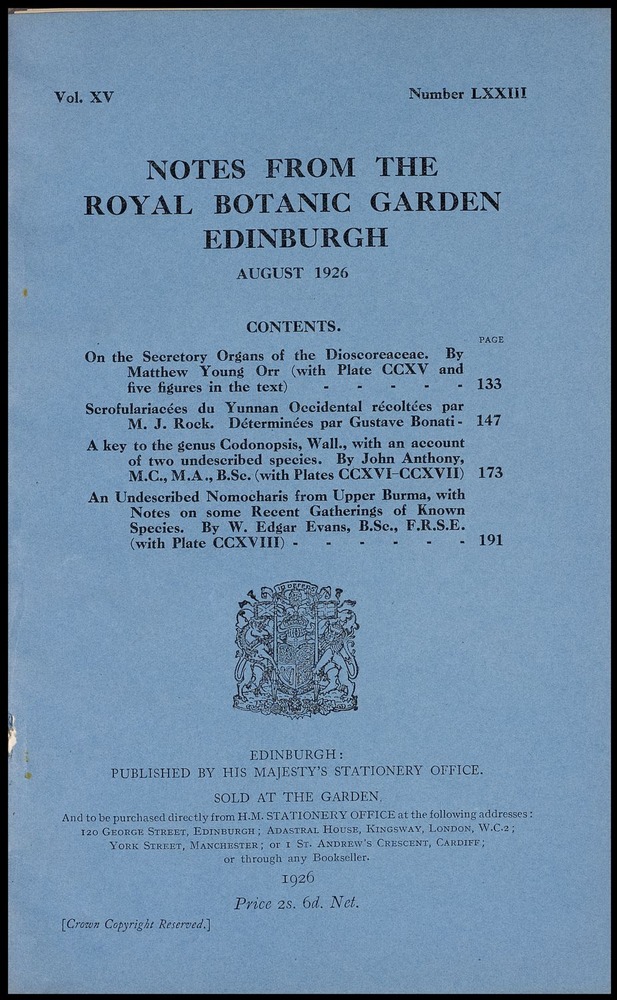 Vol. XV
Number LXXIII
NOTES FROM THE
ROYAL BOTANIC GARDEN
EDINBURGH
AUGUST 1926
CONTENTS.
PAGE
On the Secretory Organs of the Dioscoreaceae. By
Matthew Young Orr (with Plate CCXV and
five figures in the text) - - - - - 133
Scrofulariacées du Yunnan Occidental récoltées par
M. J. Rock. Déterminées par Gustave Bonati - 147
A key to the genus Codonopsis, Wall., with an account
of two undescribed species. By John Anthony,
M.C., M.A., B.Sc. (with Plates CCXVI-CCXVII) 173
An Undescribed Nomocharis from Upper Burma, with
Notes on some Recent Gatherings of Known
Species. By W. Edgar Evans, B.Sc., F.R.S.E.
(with Plate CCXVIII) - - - - - - 191
IN DEFENS
EDINBURGH:
PUBLISHED BY HIS MAJESTY'S STATIONERY OFFICE.
SOLD AT THE GARDEN,
And to be purchased directly from H.M. STATIONERY OFFICE at the following addresses:
120 GEORGE STREET, EDINBURGH; ADASTRAL HOUSE, KINGSWAY, LONDON, W.C.2;
YORK STREET, MANCHESTER; OR 1 ST. ANDREW'S CRESCENT, CARDIFF;
or through any Bookseller.
1926
Price 2s. 6d. Net.
[Crown Copyright Reserved.]